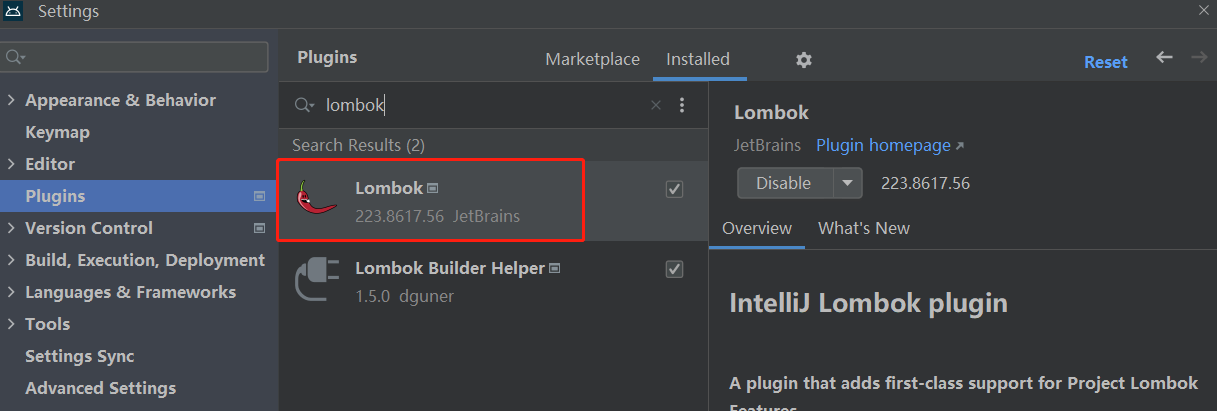 Settings
Appearance & Behavior
Keymap
Editor
Plugins
Version Control
Build, Execution, Deployment
Languages & Frameworks
Tools
Settings Sync
Advanced Settings
Plugins
Marketplace
Installed
Reset
lombok
Search Results (2)
Lombok
223.8617.56 JetBrains
Lombok Builder Helper
1.5.0 dguner
Lombok
JetBrains Plugin homepage
Disable 223.8617.56
Overview What's New
IntelliJ Lombok plugin
A plugin that adds first-class support for Project Lombok
Features